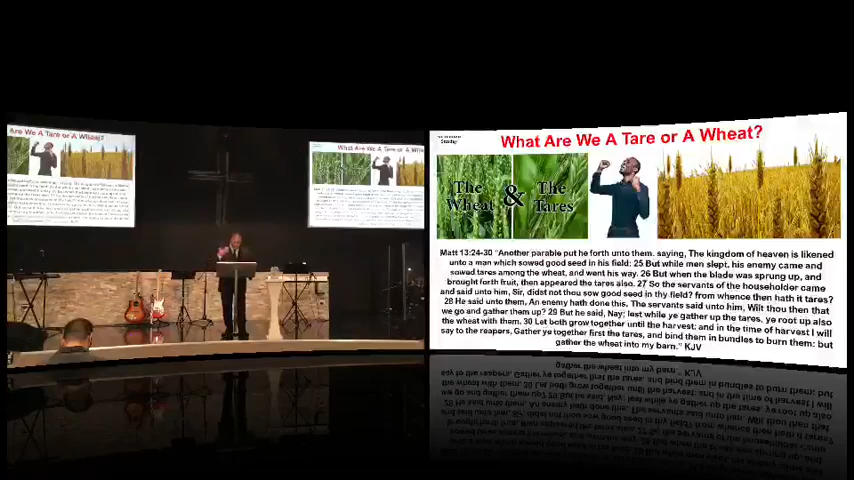 Are We A Tare or A Wheat?
What Are We A Tare or A Wheat?
What Are We A Tare or A Wheat?
The Wheat & The Tares
Matt 13:24-30 "Another parable put he forth unto them, saying, The kingdom of heaven is likened
unto a man which sowed good seed in his field: 25 But while men slept, his enemy came and
sowed tares among the wheat, and went his way. 26 But when the blade was sprung up, and
brought forth fruit, then appeared the tares also. 27 So the servants of the householder came
and said unto him, Sir, didst not thou sow good seed in thy field? from whence then hath it tares?
28 He said unto them, An enemy hath done this. The servants said unto him, Wilt thou then that
we go and gather them up? 29 But he said, Nay; lest while ye gather up the tares, ye root up also
the wheat with them. 30 Let both grow together until the harvest: and in the time of harvest I will
say to the reapers, Gather ye together first the tares, and bind them in bundles to burn them: but
gather the wheat into my barn." KJV